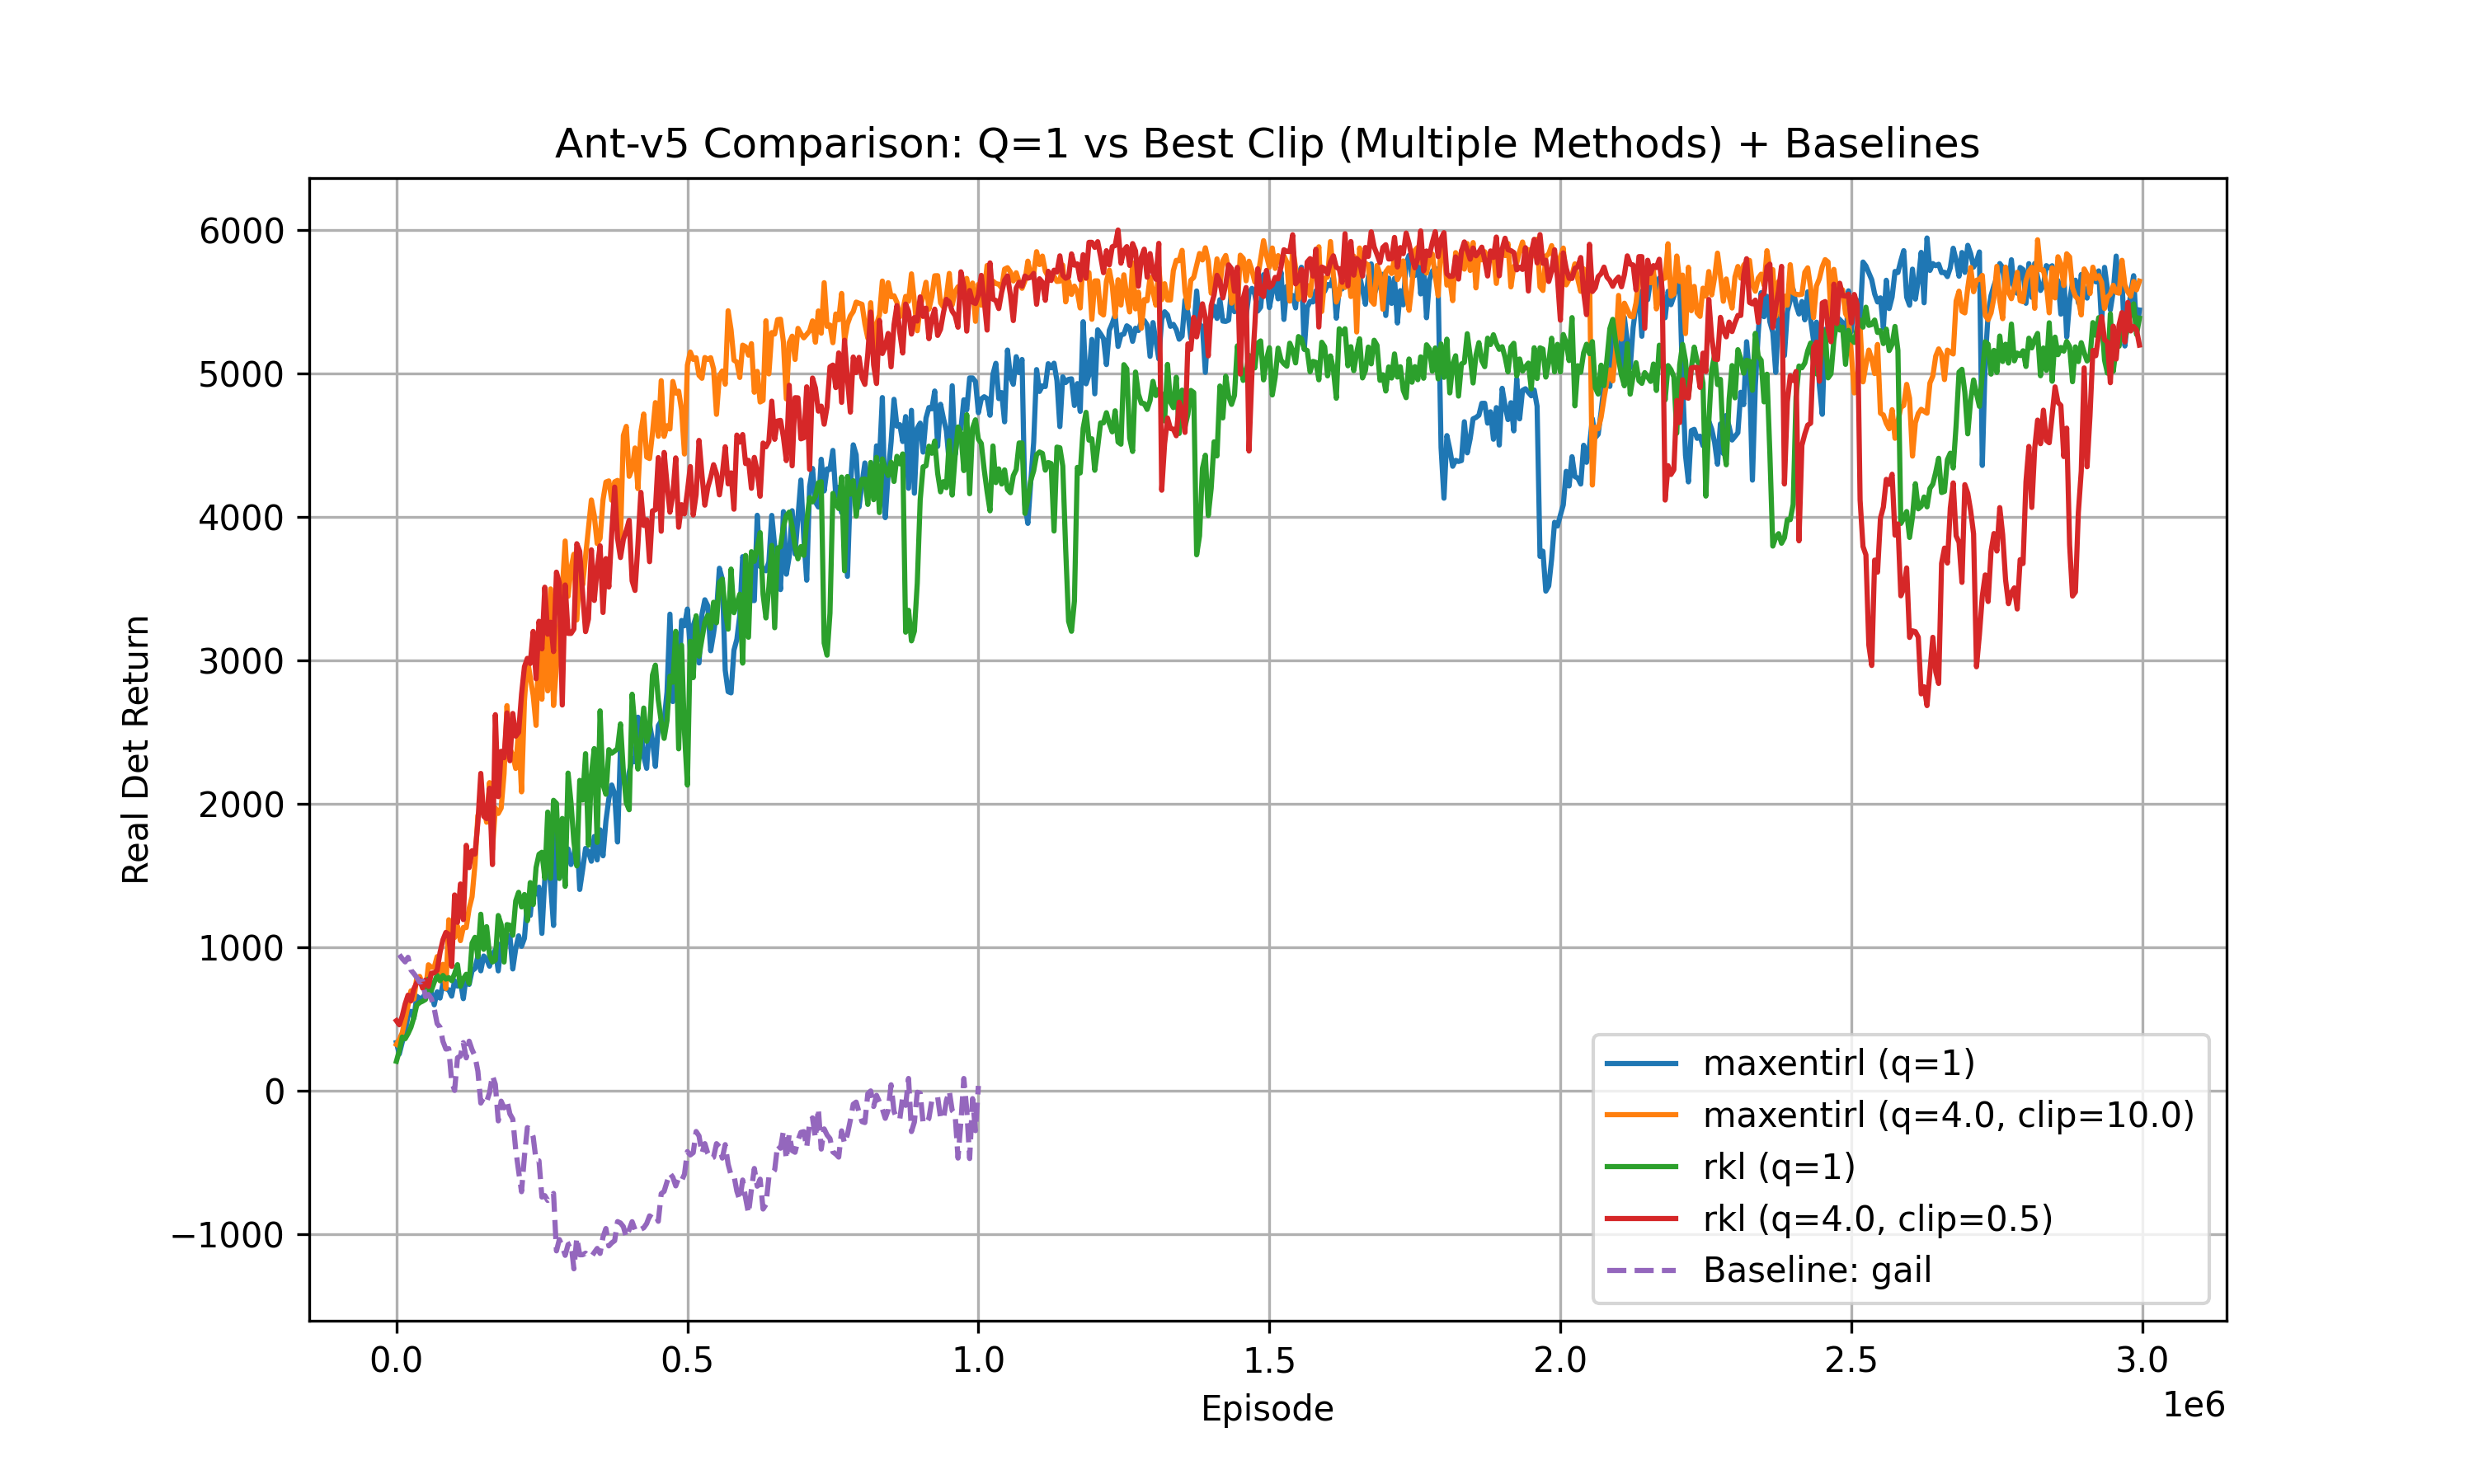 Ant-v5 Comparison: Q=1 vs Best Clip (Multiple Methods) + Baselines
Real Det Return
6000
5000
4000
3000
2000
1000
0
−1000
maxentirl (q=1)
maxentirl (q=4.0, clip=10.0)
rkl (q=1)
rkl (q=4.0, clip=0.5)
Baseline: gail
0.0 0.5 1.0 1.5 2.0 2.5 3.0
1e6
Episode